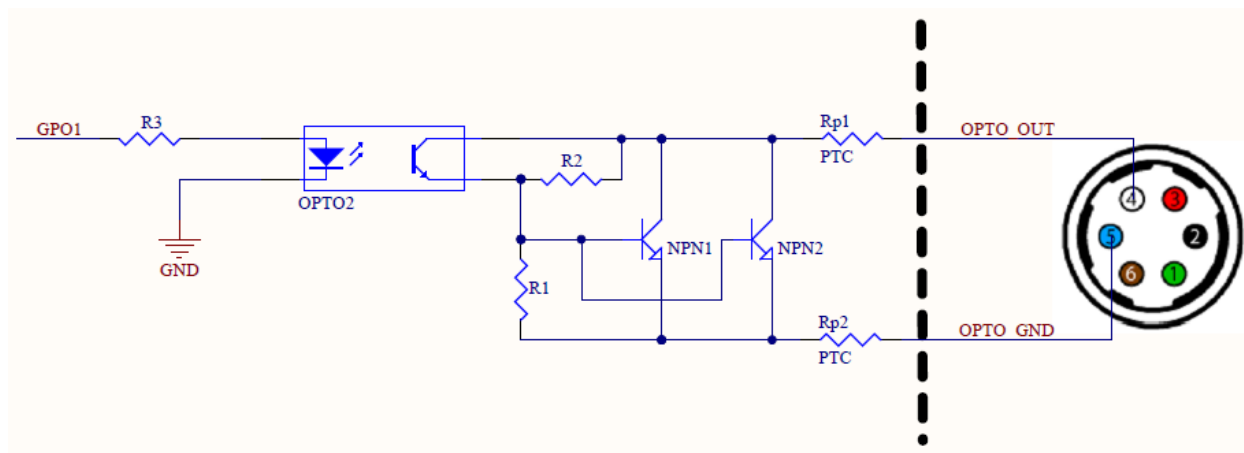 GPO1
R3
OPTO2
GND
R2
R1
NPN1
NPN2
Rp1
PTC
Rp2
PTC
OPTO_OUT
OPTO_GND
4
3
5
2
6
1